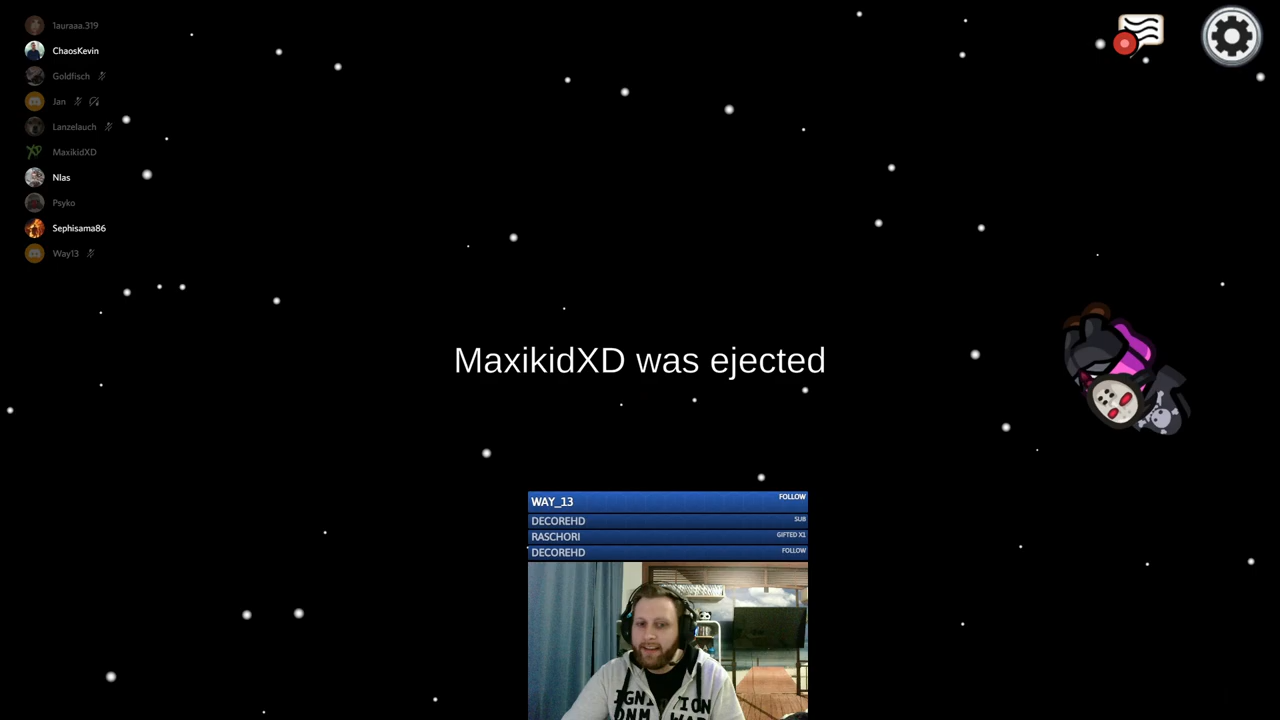 1auraaa.319
ChaosKevin
Goldfisch
Jan
Lanzelauch
MaxikidXD
Nlas
Psyko
Sephisama86
Way13
MaxikidXD was ejected
WAY_13 FOLLOW
DECOREHD SUB
RASCHORI GIFTED X1
DECOREHD FOLLOW